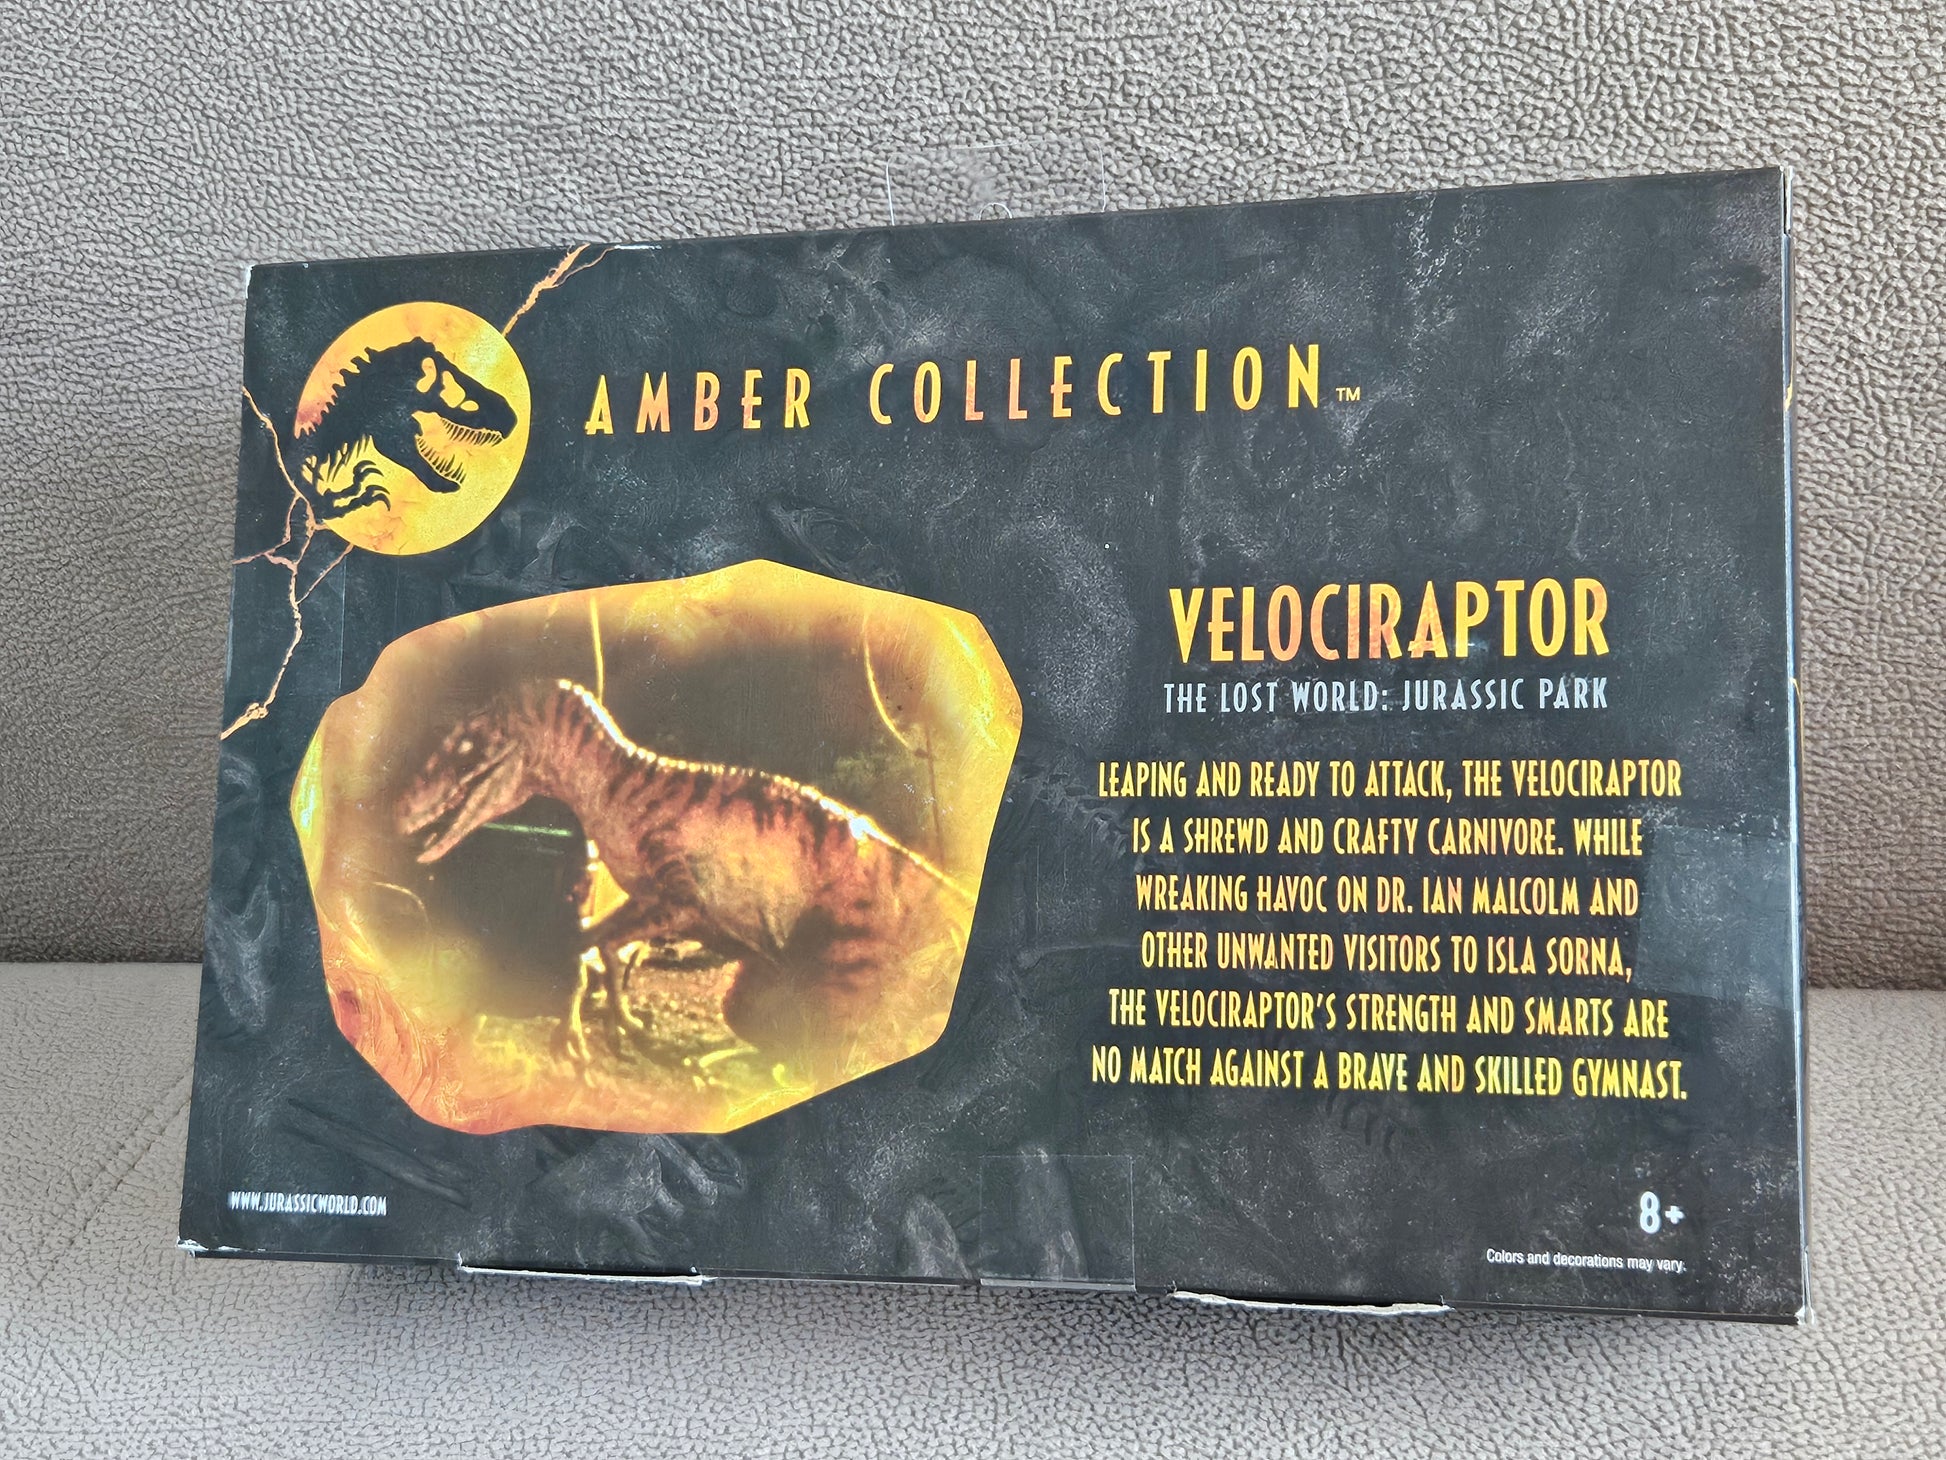 AMBER COLLECTION™
VELOCIRAPTOR
THE LOST WORLD: JURASSIC PARK
LEAPING AND READY TO ATTACK, THE VELOCIRAPTOR
IS A SHREWD AND CRAFTY CARNIVORE. WHILE
WREAKING HAVOC ON DR. IAN MALCOLM AND
OTHER UNWANTED VISITORS TO ISLA SORNA,
THE VELOCIRAPTOR'S STRENGTH AND SMARTS ARE
NO MATCH AGAINST A BRAVE AND SKILLED GYMNAST.
WWW.JURASSICWORLD.COM
8+
Colors and decorations may vary.